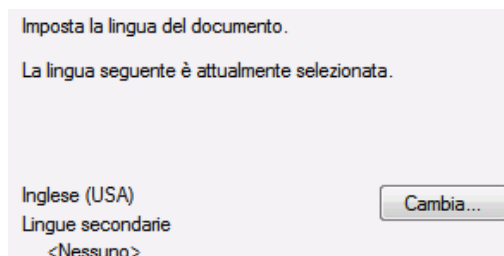 Imposta la lingua del documento.
La lingua seguente è attualmente selezionata.
Inglese (USA)
Cambia...
Lingue secondarie
<Nessuno>